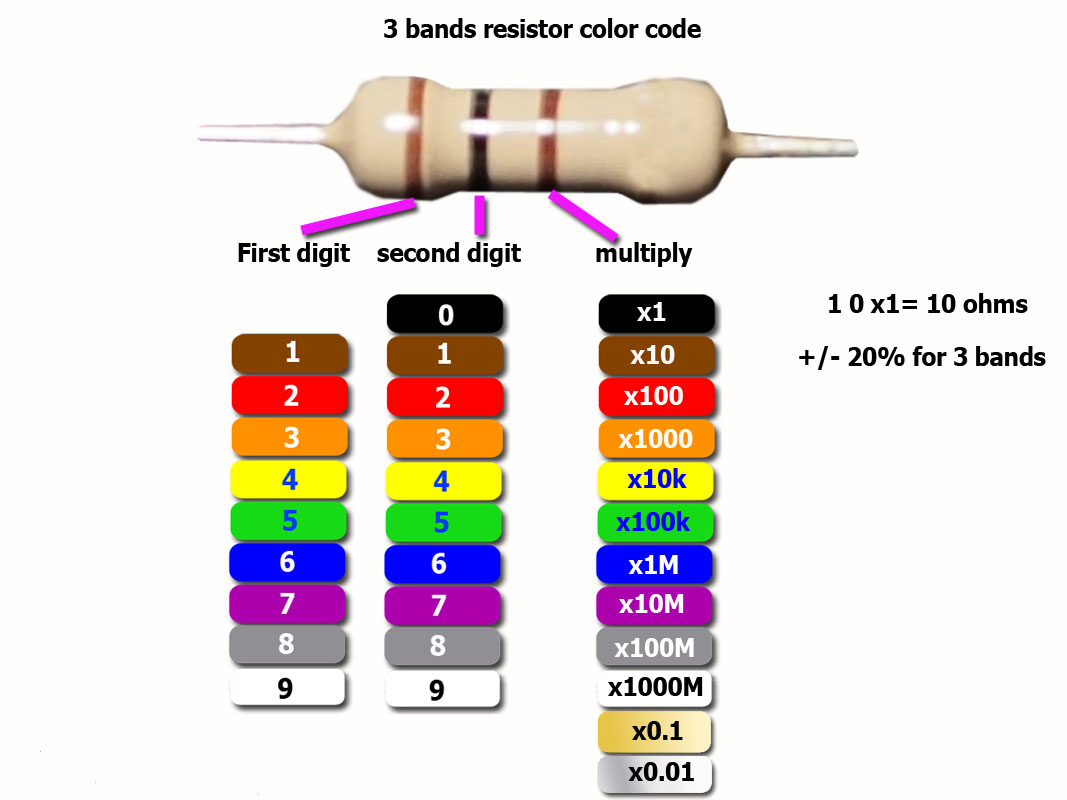 3 bands resistor color code
First digit second digit multiply
0 x1
1 0 x1= 10 ohms
1 1 x10
+/- 20% for 3 bands
2 2 x100
3 3 x1000
4 4 x10k
5 5 x100k
6 6 x1M
7 7 x10M
8 8 x100M
9 9 x1000M
x0.1
x0.01